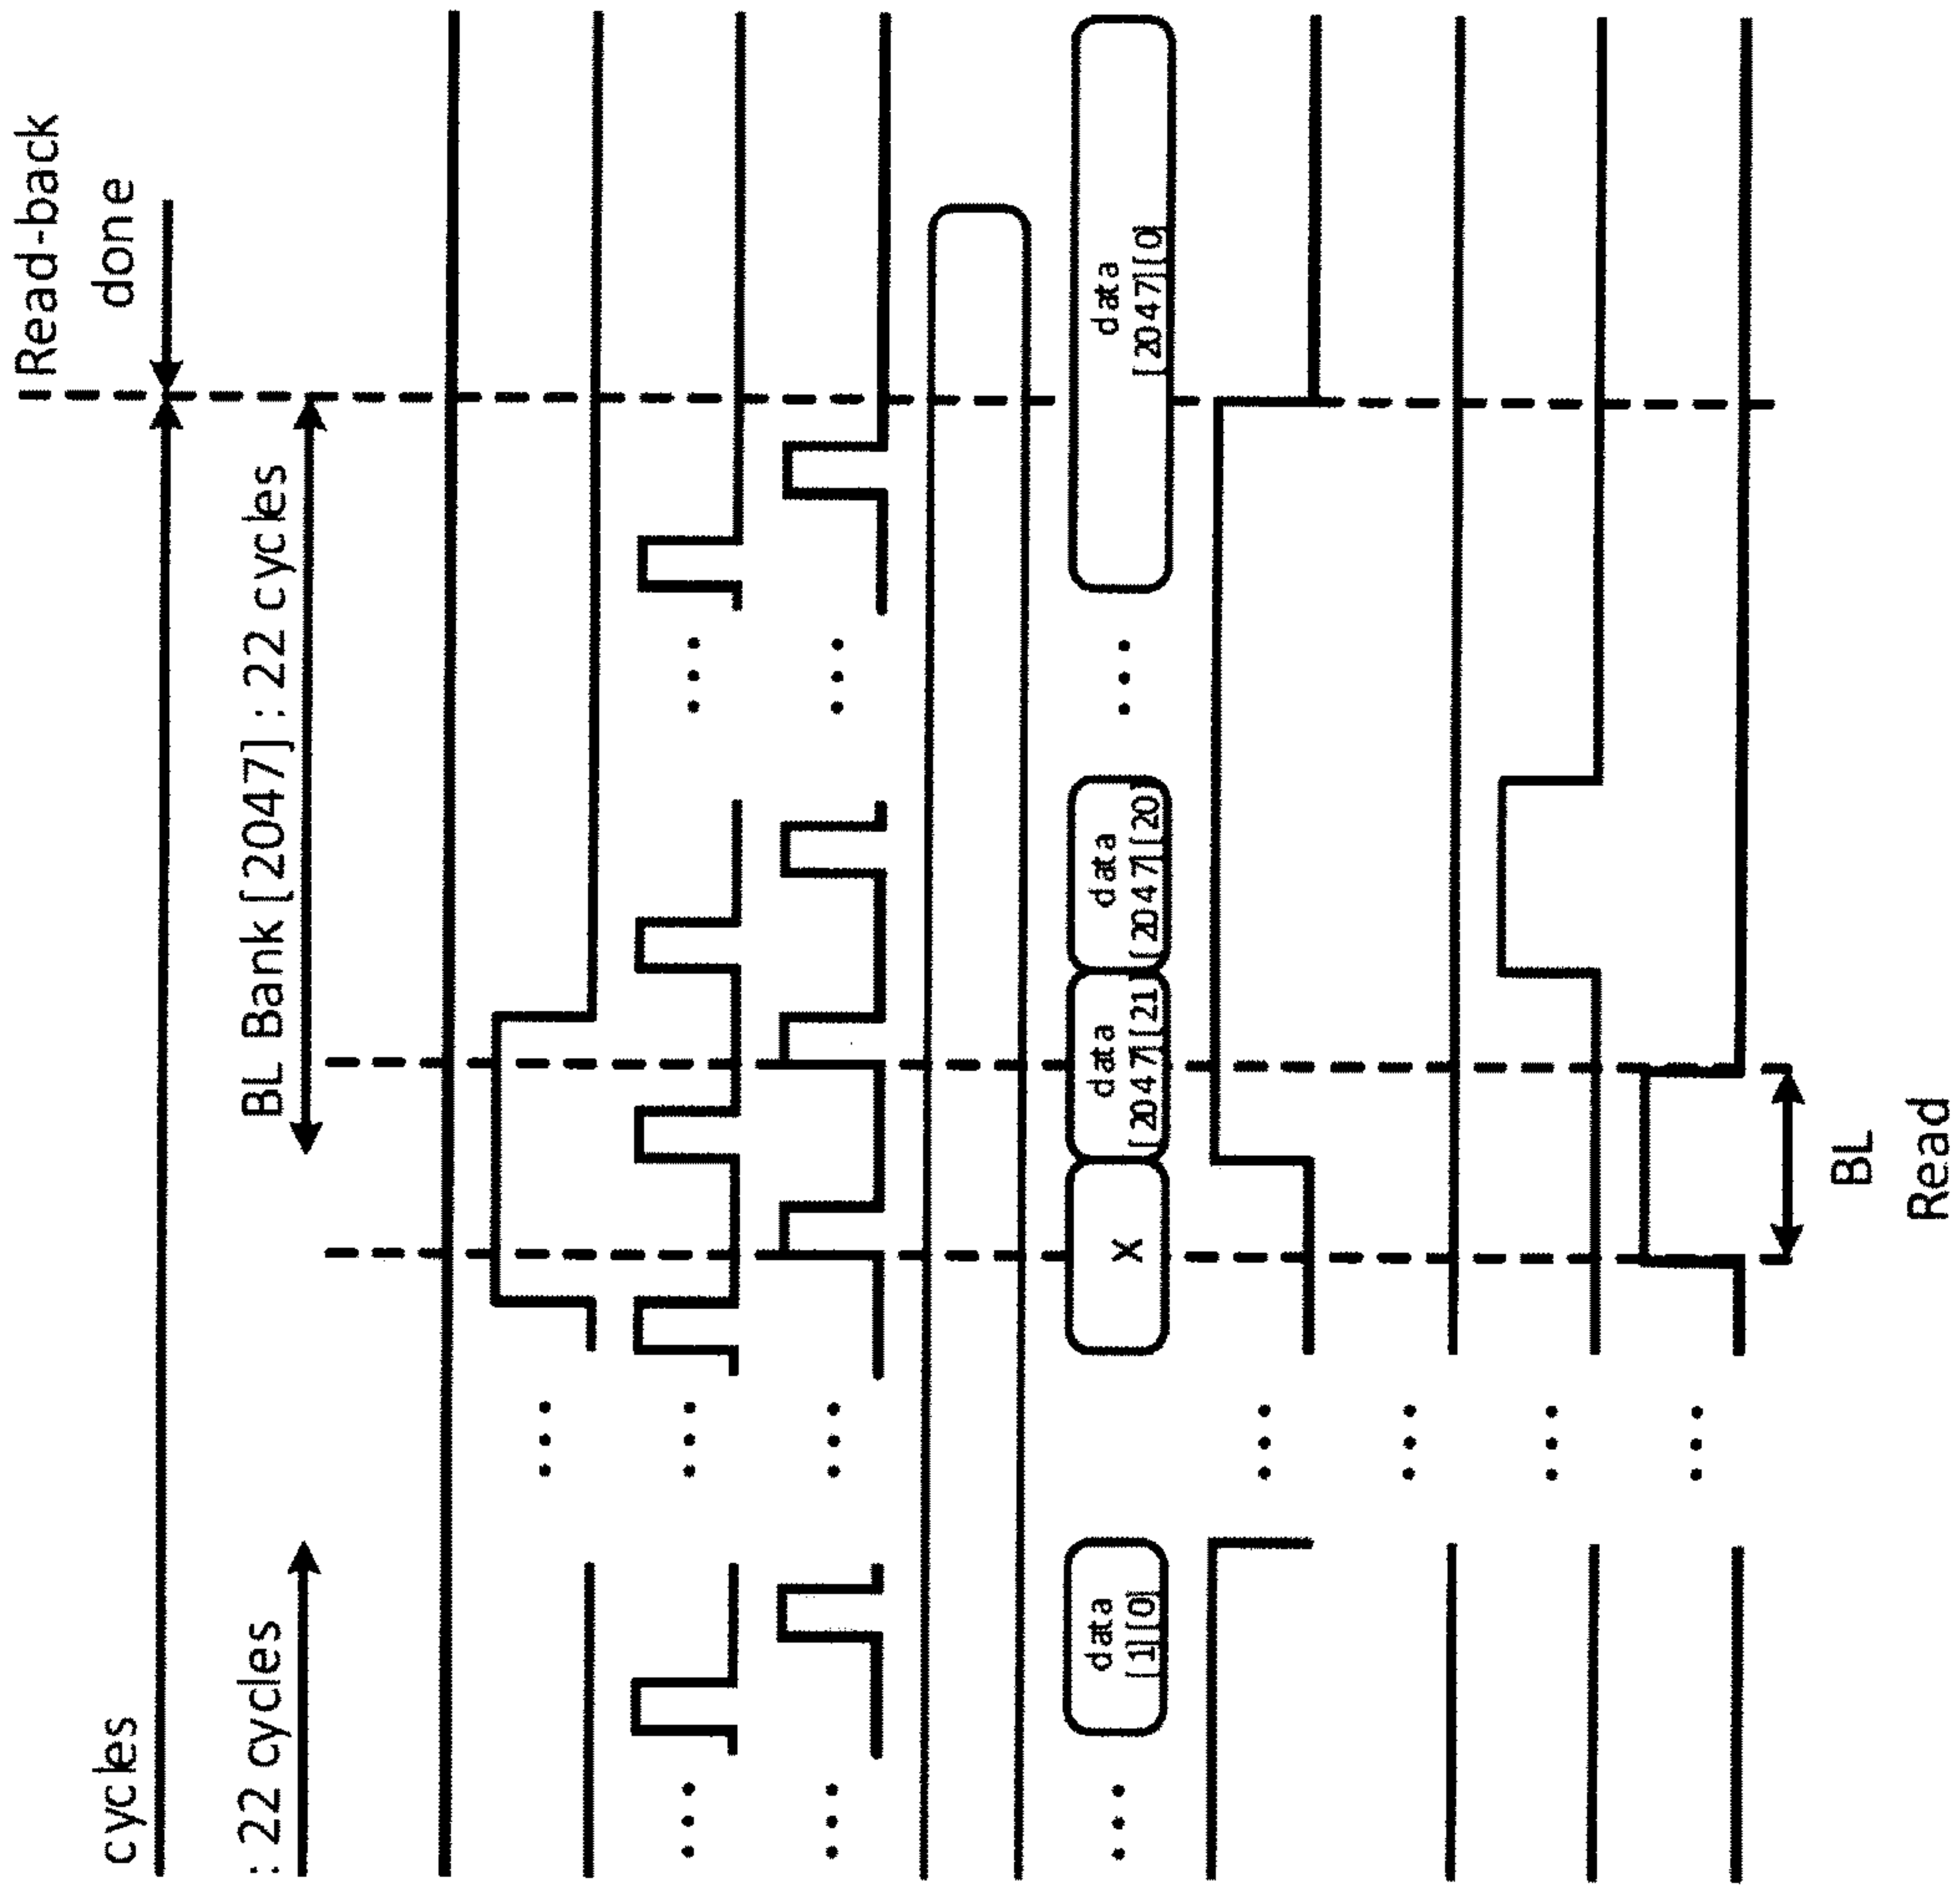 Read-back
done
cycles
: 22 cycles
BL Bank [2047] : 22 cycles
data
[1][0]
X
data
[2047][21]
data
[2047][20]
data
[2047][0]
BL
Read